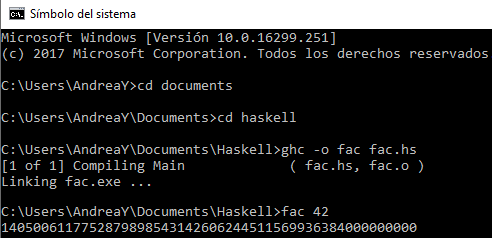 Símbolo del sistema
Microsoft Windows [Versión 10.0.16299.251]
(c) 2017 Microsoft Corporation. Todos los derechos reservados
C:\Users\AndreaY>cd documents
C:\Users\AndreaY\Documents>cd haskell
C:\Users\AndreaY\Documents\Haskell>ghc -o fac fac.hs
[1 of 1] Compiling Main             ( fac.hs, fac.o )
Linking fac.exe ...
C:\Users\AndreaY\Documents\Haskell>fac 42
1405006117752879898543142606244511569936384000000000